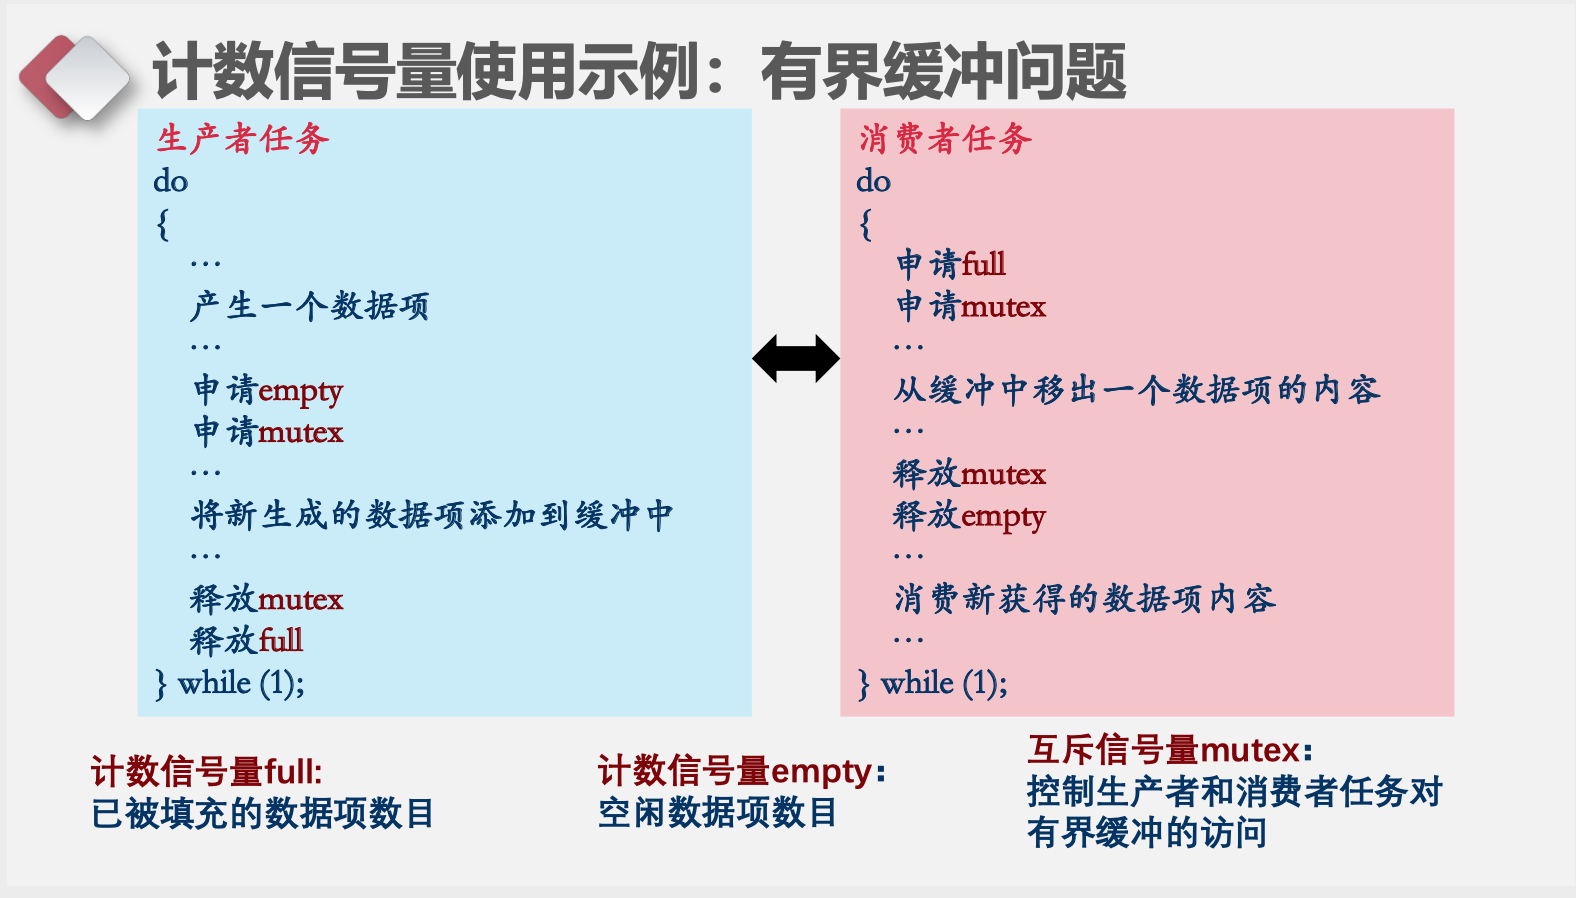 计数信号量使用示例：有界缓冲问题
生产者任务
do
{
…
产生一个数据项
…
申请empty
申请mutex
…
将新生成的数据项添加到缓冲中
…
释放mutex
释放full
} while (1);
消费者任务
do
{
申请full
申请mutex
…
从缓冲中移出一个数据项的内容
…
释放mutex
释放empty
…
消费新获得的数据项内容
…
} while (1);
计数信号量full:
已被填充的数据项数目
计数信号量empty：
空闲数据项数目
互斥信号量mutex：
控制生产者和消费者任务对
有界缓冲的访问